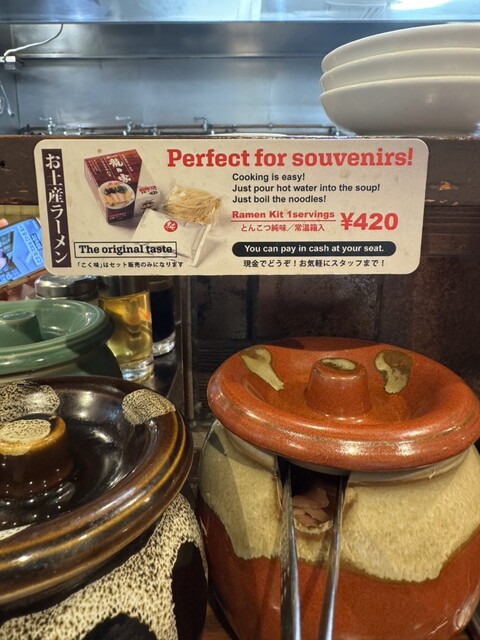 お土産ラーメン
Perfect for souvenirs!
Cooking is easy!
Just pour hot water into the soup!
Just boil the noodles!
Ramen Kit 1servings
とんこつ純味／常温箱入
¥420
The original taste
「こく味」はセット販売のみになります
You can pay in cash at your seat.
現金でどうぞ！お気軽にスタッフまで！